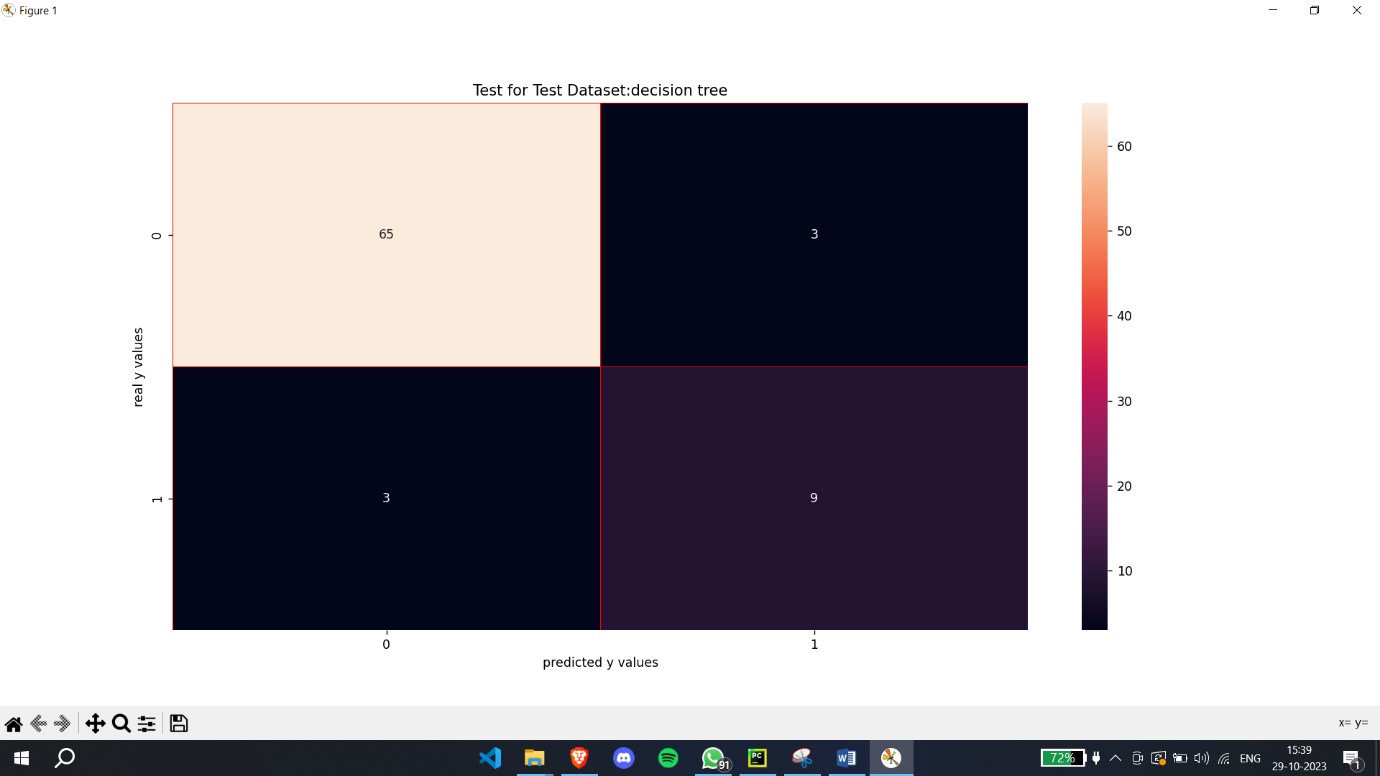 Figure 1
Test for Test Dataset:decision tree
65
3
3
9
0
1
real y values
0
1
predicted y values
60
50
40
30
20
10
x= y=
91
PC
72%
ENG
15:39
29-10-2023
1